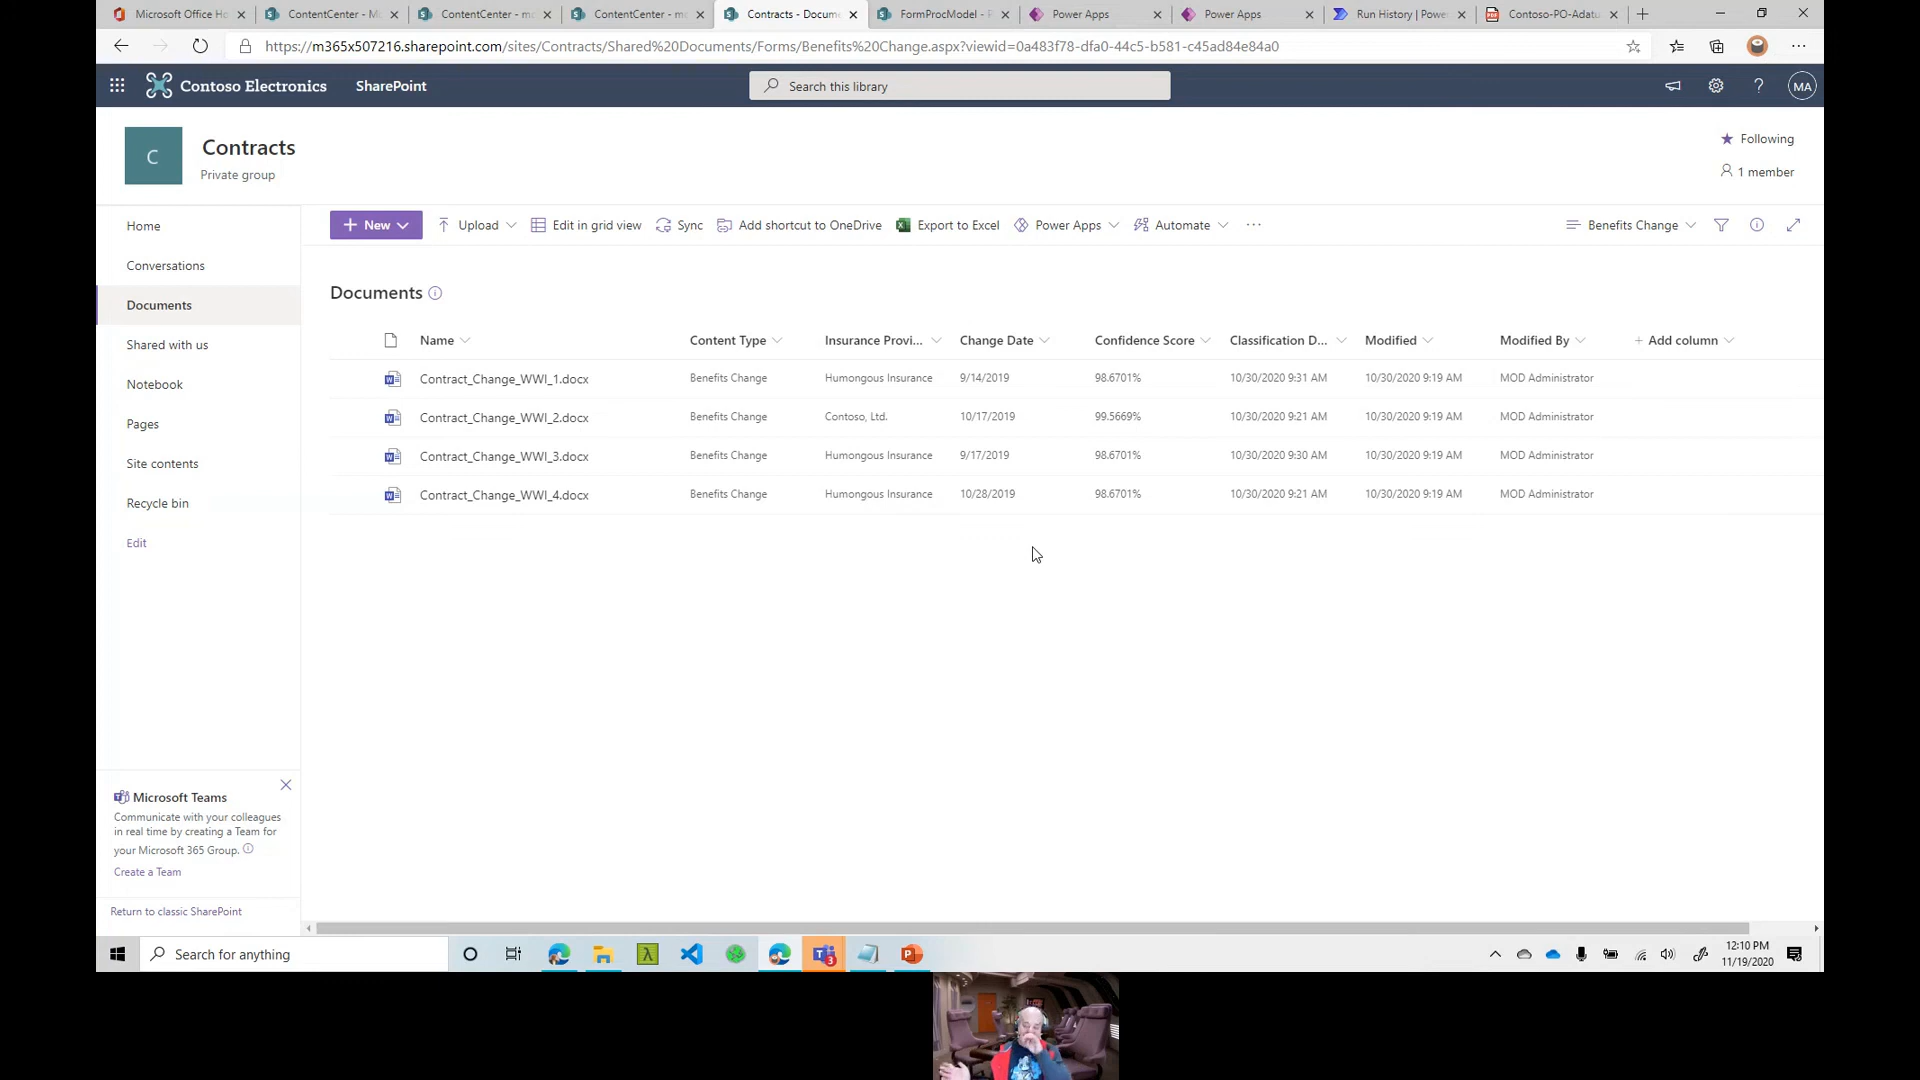 Microsoft Office Ho
ContentCenter - M
ContentCenter - m
ContentCenter - m
Contracts - Docum
FormProcModel - P
Power Apps
Power Apps
Run History | Powe
Contoso-PO-Adatu
https://m365x507216.sharepoint.com/sites/Contracts/Shared%20Documents/Forms/Benefits%20Change.aspx?viewid=0a483f78-dfa0-44c5-b581-c45ad84e84a0
Contoso Electronics SharePoint Search this library ? MA
C
Contracts
Private group
Following
1 member
Home
Conversations
Documents
Shared with us
Notebook
Pages
Site contents
Recycle bin
Edit
+ New Upload Edit in grid view Sync Add shortcut to OneDrive Export to Excel Power Apps Automate ... Benefits Change
Documents
Name Content Type Insurance Provi... Change Date Confidence Score Classification D... Modified Modified By + Add column
Contract_Change_WWI_1.docx Benefits Change Humongous Insurance 9/14/2019 98.6701% 10/30/2020 9:31 AM 10/30/2020 9:19 AM MOD Administrator
Contract_Change_WWI_2.docx Benefits Change Contoso, Ltd. 10/17/2019 99.5669% 10/30/2020 9:21 AM 10/30/2020 9:19 AM MOD Administrator
Contract_Change_WWI_3.docx Benefits Change Humongous Insurance 9/17/2019 98.6701% 10/30/2020 9:30 AM 10/30/2020 9:19 AM MOD Administrator
Contract_Change_WWI_4.docx Benefits Change Humongous Insurance 10/28/2019 98.6701% 10/30/2020 9:21 AM 10/30/2020 9:19 AM MOD Administrator
Microsoft Teams
Communicate with your colleagues
in real time by creating a Team for
your Microsoft 365 Group.
Create a Team
Return to classic SharePoint
Search for anything
12:10 PM
11/19/2020